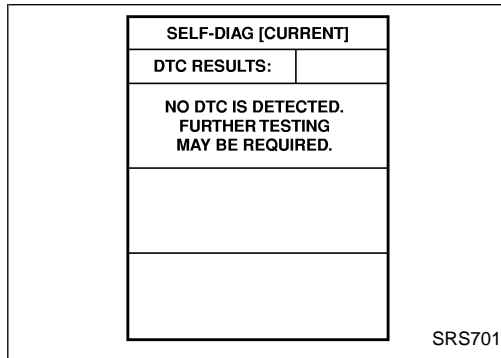 SELF-DIAG [CURRENT]
DTC RESULTS:
NO DTC IS DETECTED.
FURTHER TESTING
MAY BE REQUIRED.
SRS701